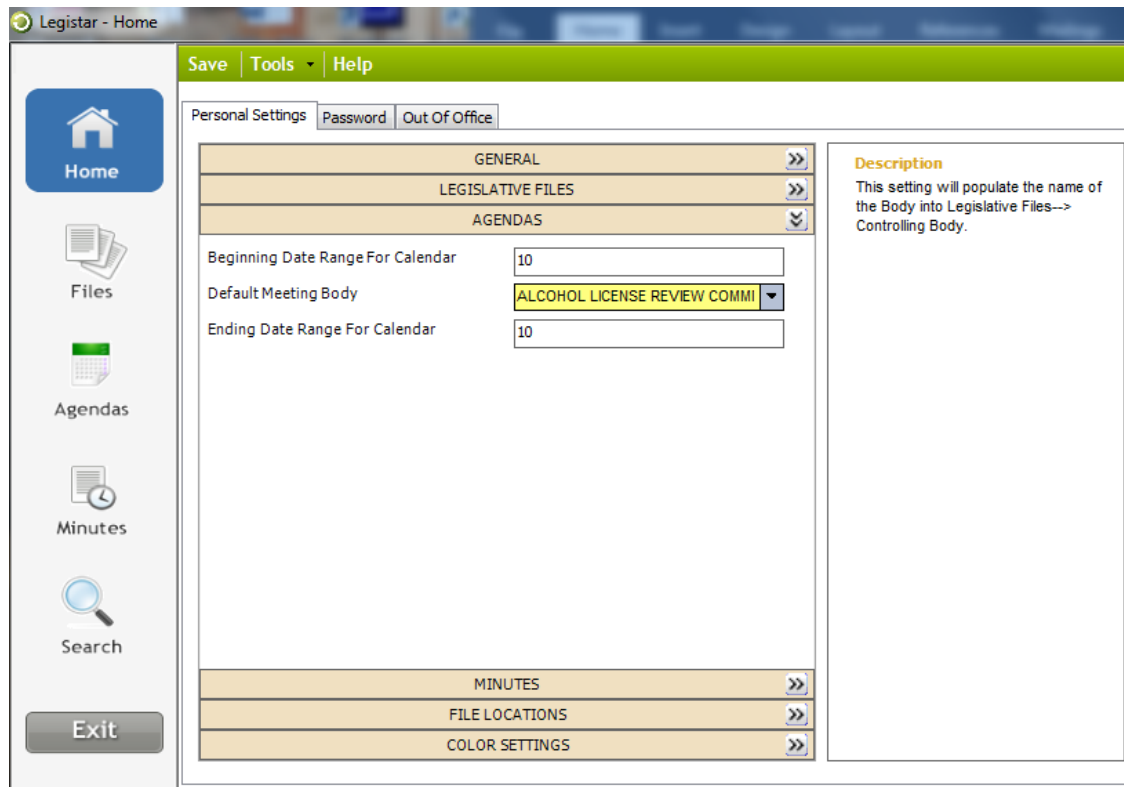 Legistar - Home
Save Tools Help
Home
Files
Agendas
Minutes
Search
Exit
Personal Settings Password Out Of Office
GENERAL
LEGISLATIVE FILES
AGENDAS
Beginning Date Range For Calendar 10
Default Meeting Body ALCOHOL LICENSE REVIEW COMMI
Ending Date Range For Calendar 10
MINUTES
FILE LOCATIONS
COLOR SETTINGS
Description
This setting will populate the name of
the Body into Legislative Files-->
Controlling Body.